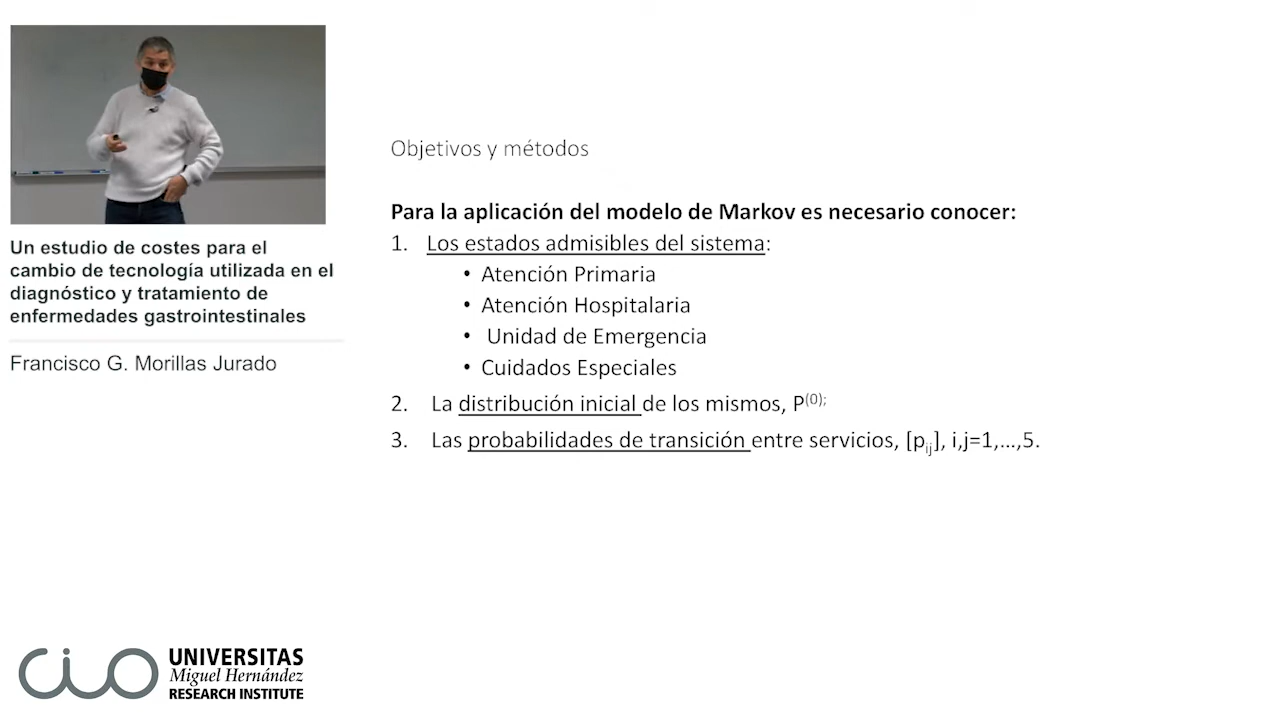 Un estudio de costes para el
cambio de tecnología utilizada en el
diagnóstico y tratamiento de
enfermedades gastrointestinales
Francisco G. Morillas Jurado
Objetivos y métodos
Para la aplicación del modelo de Markov es necesario conocer:
1. Los estados admisibles del sistema:
• Atención Primaria
• Atención Hospitalaria
• Unidad de Emergencia
• Cuidados Especiales
2. La distribución inicial de los mismos, P(0);
3. Las probabilidades de transición entre servicios, [pij], i,j=1,...,5.
CIO
UNIVERSITAS
Miguel Hernández
RESEARCH INSTITUTE